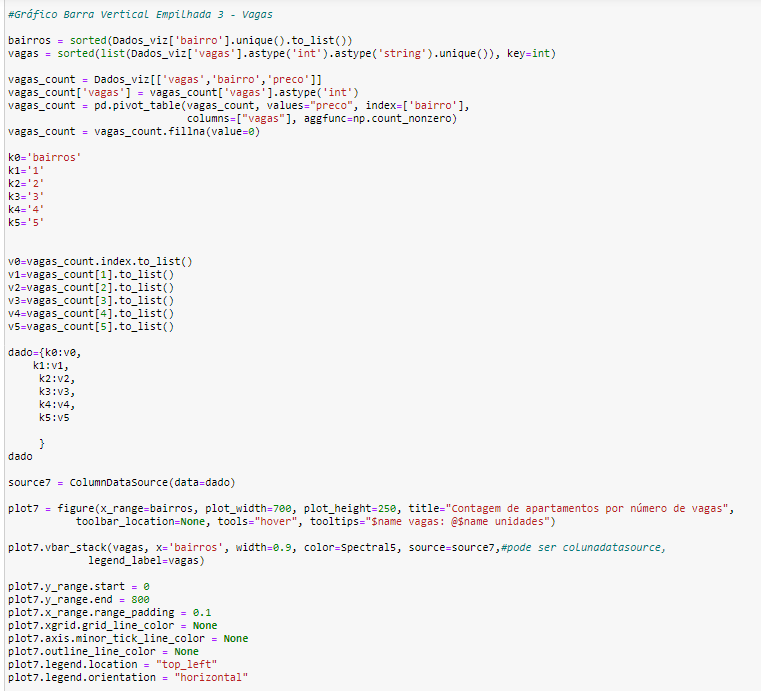 #Gráfico Barra Vertical Empilhada 3 - Vagas
bairros = sorted(Dados_viz['bairro'].unique().to_list())
vagas = sorted(list(Dados_viz['vagas'].astype('int').astype('string').unique()), key=int)
vagas_count = Dados_viz[['vagas','bairro','preco']]
vagas_count['vagas'] = vagas_count['vagas'].astype('int')
vagas_count = pd.pivot_table(vagas_count, values="preco", index=['bairro'],
columns=["vagas"], aggfunc=np.count_nonzero)
vagas_count = vagas_count.fillna(value=0)
k0='bairros'
k1='1'
k2='2'
k3='3'
k4='4'
k5='5'
v0=vagas_count.index.to_list()
v1=vagas_count[1].to_list()
v2=vagas_count[2].to_list()
v3=vagas_count[3].to_list()
v4=vagas_count[4].to_list()
v5=vagas_count[5].to_list()
dado={k0:v0,
k1:v1,
k2:v2,
k3:v3,
k4:v4,
k5:v5
}
dado
source7 = ColumnDataSource(data=dado)
plot7 = figure(x_range=bairros, plot_width=700, plot_height=250, title="Contagem de apartamentos por número de vagas",
toolbar_location=None, tools="hover", tooltips="$name vagas: @$name unidades")
plot7.vbar_stack(vagas, x='bairros', width=0.9, color=Spectral5, source=source7,#pode ser colunadatasource,
legend_label=vagas)
plot7.y_range.start = 0
plot7.y_range.end = 800
plot7.x_range.range_padding = 0.1
plot7.xgrid.grid_line_color = None
plot7.axis.minor_tick_line_color = None
plot7.outline_line_color = None
plot7.legend.location = "top_left"
plot7.legend.orientation = "horizontal"